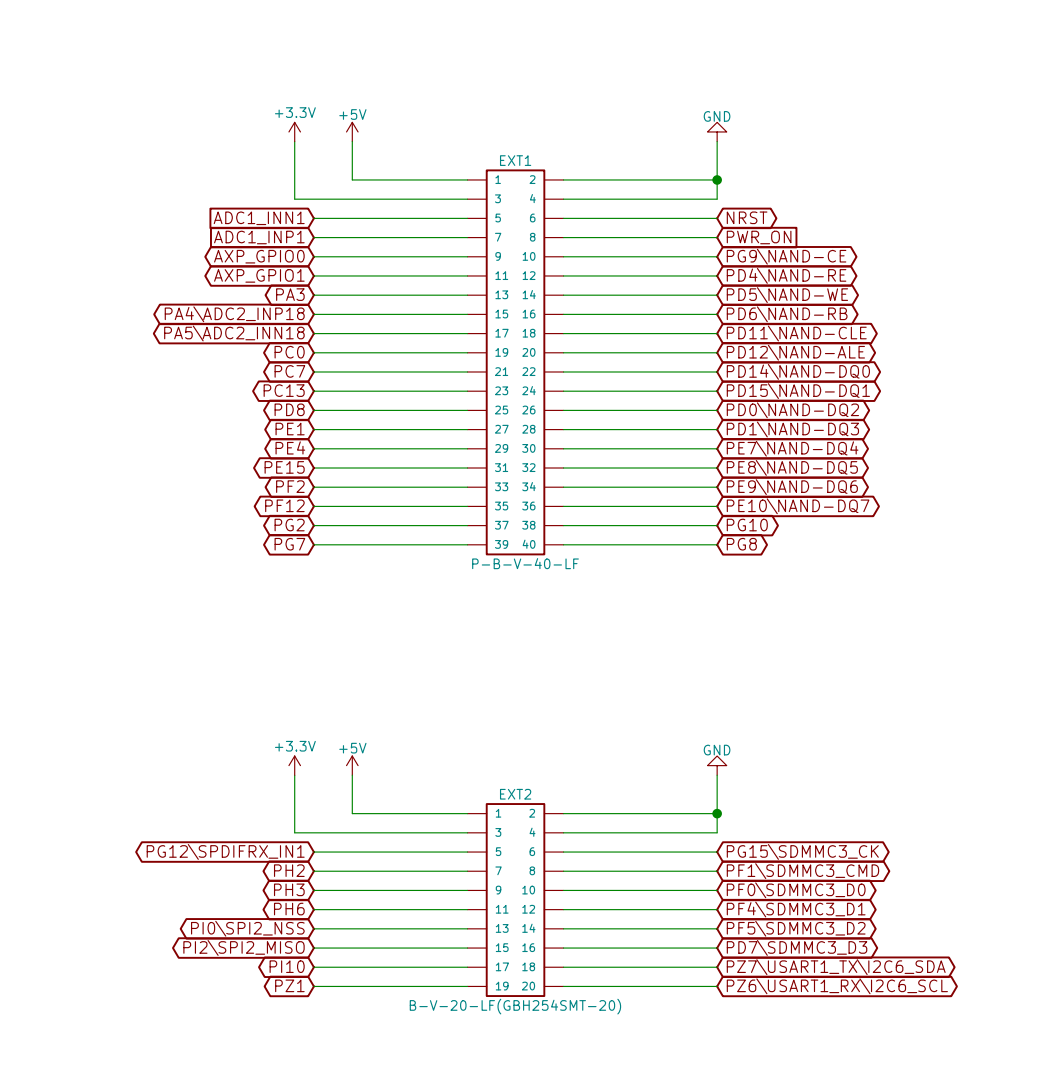 +3.3V +5V GND
EXT1
1 2
3 4
ADC1_INN1 5 6 NRST
ADC1_INP1 7 8 PWR_ON
AXP_GPIO0 9 10 PG9\NAND-CE
AXP_GPIO1 11 12 PD4\NAND-RE
PA3 13 14 PD5\NAND-WE
PA4\ADC2_INP18 15 16 PD6\NAND-RB
PA5\ADC2_INN18 17 18 PD11\NAND-CLE
PC0 19 20 PD12\NAND-ALE
PC7 21 22 PD14\NAND-DQ0
PC13 23 24 PD15\NAND-DQ1
PD8 25 26 PD0\NAND-DQ2
PE1 27 28 PD1\NAND-DQ3
PE4 29 30 PE7\NAND-DQ4
PE15 31 32 PE8\NAND-DQ5
PF2 33 34 PE9\NAND-DQ6
PF12 35 36 PE10\NAND-DQ7
PG2 37 38 PG10
PG7 39 40 PG8
P-B-V-40-LF
+3.3V +5V GND
EXT2
1 2
3 4
PG12\SPDIFRX_IN1 5 6 PG15\SDMMC3_CK
PH2 7 8 PF1\SDMMC3_CMD
PH3 9 10 PF0\SDMMC3_D0
PH6 11 12 PF4\SDMMC3_D1
PI0\SPI2_NSS 13 14 PF5\SDMMC3_D2
PI2\SPI2_MISO 15 16 PD7\SDMMC3_D3
PI10 17 18 PZ7\USART1_TX\I2C6_SDA
PZ1 19 20 PZ6\USART1_RX\I2C6_SCL
B-V-20-LF(GBH254SMT-20)